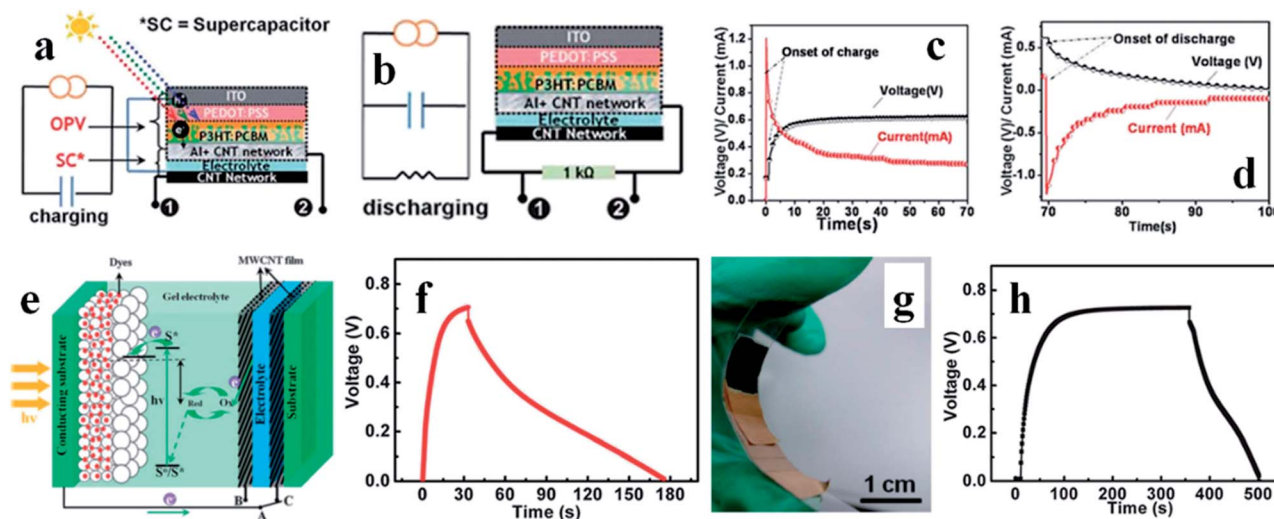 a
*SC = Supercapacitor
OPV
SC*
charging
h+
ITO
PEDOT:PSS
e-
P3HT:PCBM
Al+ CNT network
Electrolyte
CNT Network
1
2
b
discharging
ITO
PEDOT:PSS
P3HT:PCBM
Al+ CNT network
Electrolyte
CNT Network
1 kΩ
1
2
c
Voltage (V)/ Current (mA)
1.2
1.0
0.8
0.6
0.4
0.2
0.0
Onset of charge
Voltage(V)
Current(mA)
0 10 20 30 40 50 60 70
Time(s)
d
Voltage (V)/ Current (mA)
0.5
0.0
-0.5
-1.0
Onset of discharge
Voltage (V)
Current (mA)
70 80 90 100
Time(s)
e
Dyes
MWCNT film
Gel electrolyte
Conducting substrate
hν
e-
S*
hν
Red
Ox
e-
S°/S+
Electrolyte
Substrate
B
C
A
e-
f
Voltage (V)
0.8
0.6
0.4
0.2
0.0
0 30 60 90 120 150 180
Time (s)
g
1 cm
h
Voltage (V)
0.8
0.6
0.4
0.2
0.0
0 100 200 300 400 500
Time (s)